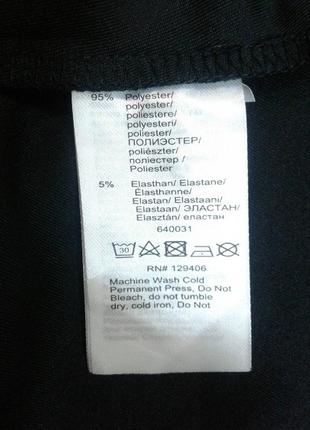 95% Polyester/
polyester/
poliestere/
polyesteri/
poliester/
ПОЛИЭСТЕР/
poliészter/
поліестер /
Poliester
5% Elasthan/ Elastane/
Élasthanne/
Elastan/ Elastaani/
Elastaan/ ЭЛАСТАН/
Elasztán/ еластан
640031
30
RN# 129406
Machine Wash Cold
Permanent Press, Do Not
Bleach, do not tumble
dry, cold iron, Do Not